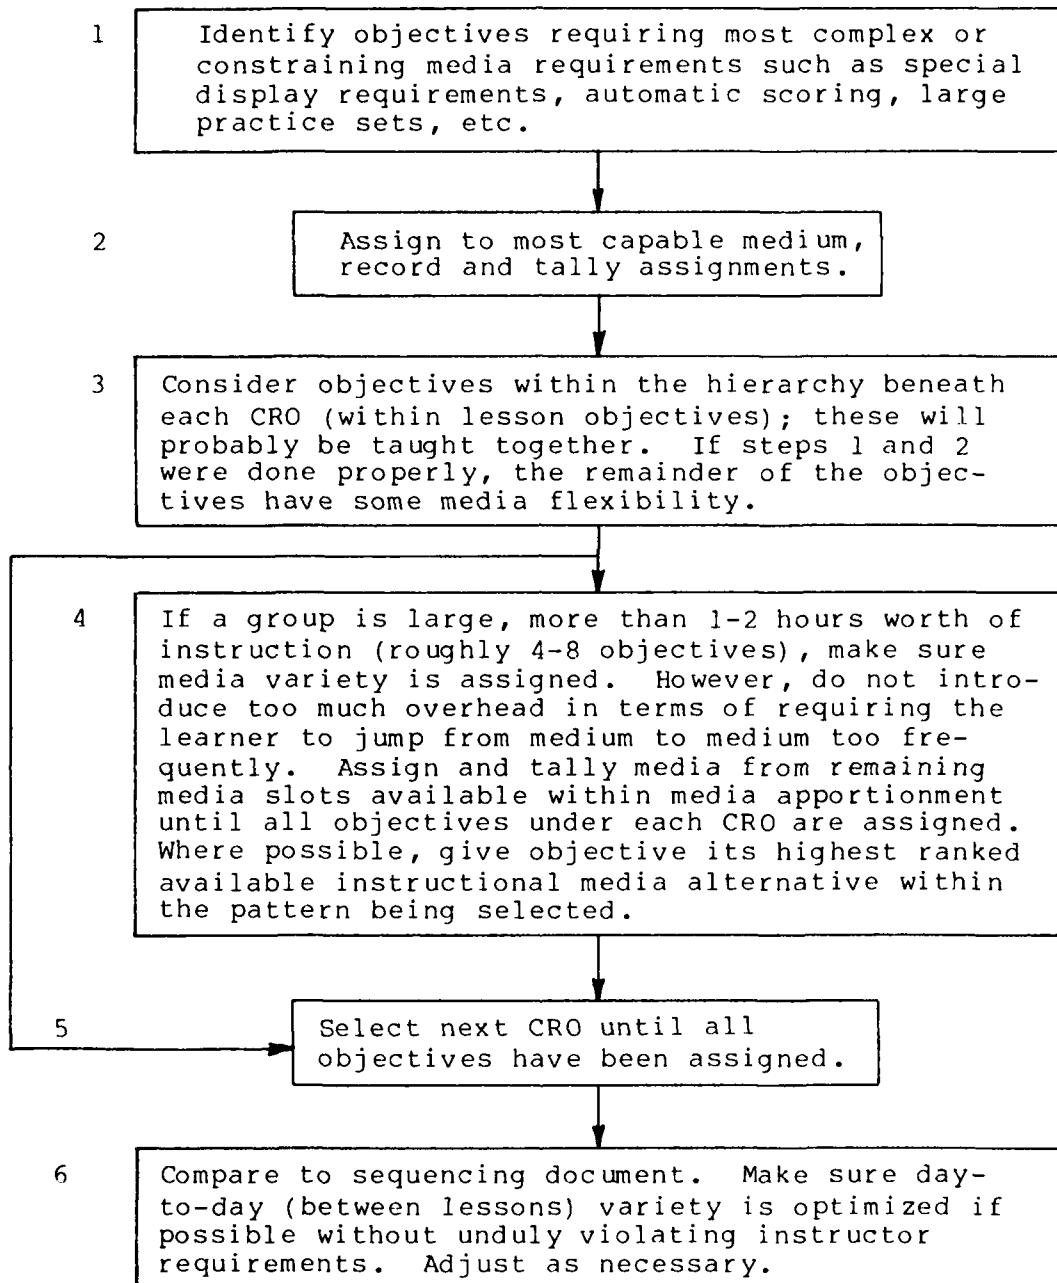 1
Identify objectives requiring most complex or
constraining media requirements such as special
display requirements, automatic scoring, large
practice sets, etc.
2
Assign to most capable medium,
record and tally assignments.
3
Consider objectives within the hierarchy beneath
each CRO (within lesson objectives); these will
probably be taught together. If steps 1 and 2
were done properly, the remainder of the objec-
tives have some media flexibility.
4
If a group is large, more than 1-2 hours worth of
instruction (roughly 4-8 objectives), make sure
media variety is assigned. However, do not intro-
duce too much overhead in terms of requiring the
learner to jump from medium to medium too fre-
quently. Assign and tally media from remaining
media slots available within media apportionment
until all objectives under each CRO are assigned.
Where possible, give objective its highest ranked
available instructional media alternative within
the pattern being selected.
5
Select next CRO until all
objectives have been assigned.
6
Compare to sequencing document. Make sure day-
to-day (between lessons) variety is optimized if
possible without unduly violating instructor
requirements. Adjust as necessary.